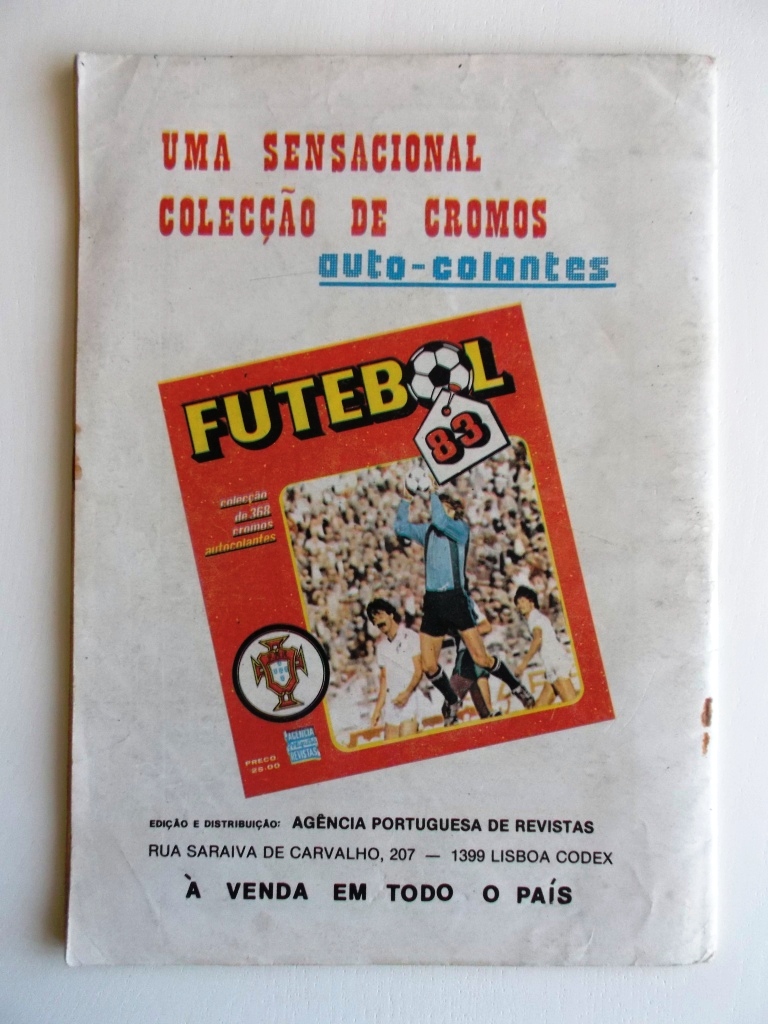 UMA SENSACIONAL
COLECÇÃO DE CROMOS
auto-colantes
FUTEBOL
83
colecção
de 368
cromos
autocolantes
PREÇO
25.00
AGÊNCIA
PORTUGUESA
REVISTAS
EDIÇÃO E DISTRIBUIÇÃO: AGÊNCIA PORTUGUESA DE REVISTAS
RUA SARAIVA DE CARVALHO, 207 — 1399 LISBOA CODEX
À VENDA EM TODO O PAÍS